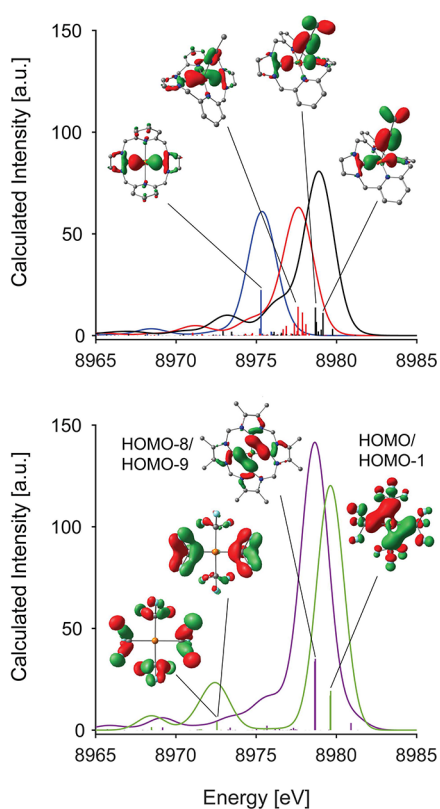 150
100
50
0
Calculated Intensity [a.u.]
8965 8970 8975 8980 8985
150
100
50
0
Calculated Intensity [a.u.]
HOMO-8/
HOMO-9
HOMO/
HOMO-1
8965 8970 8975 8980 8985
Energy [eV]